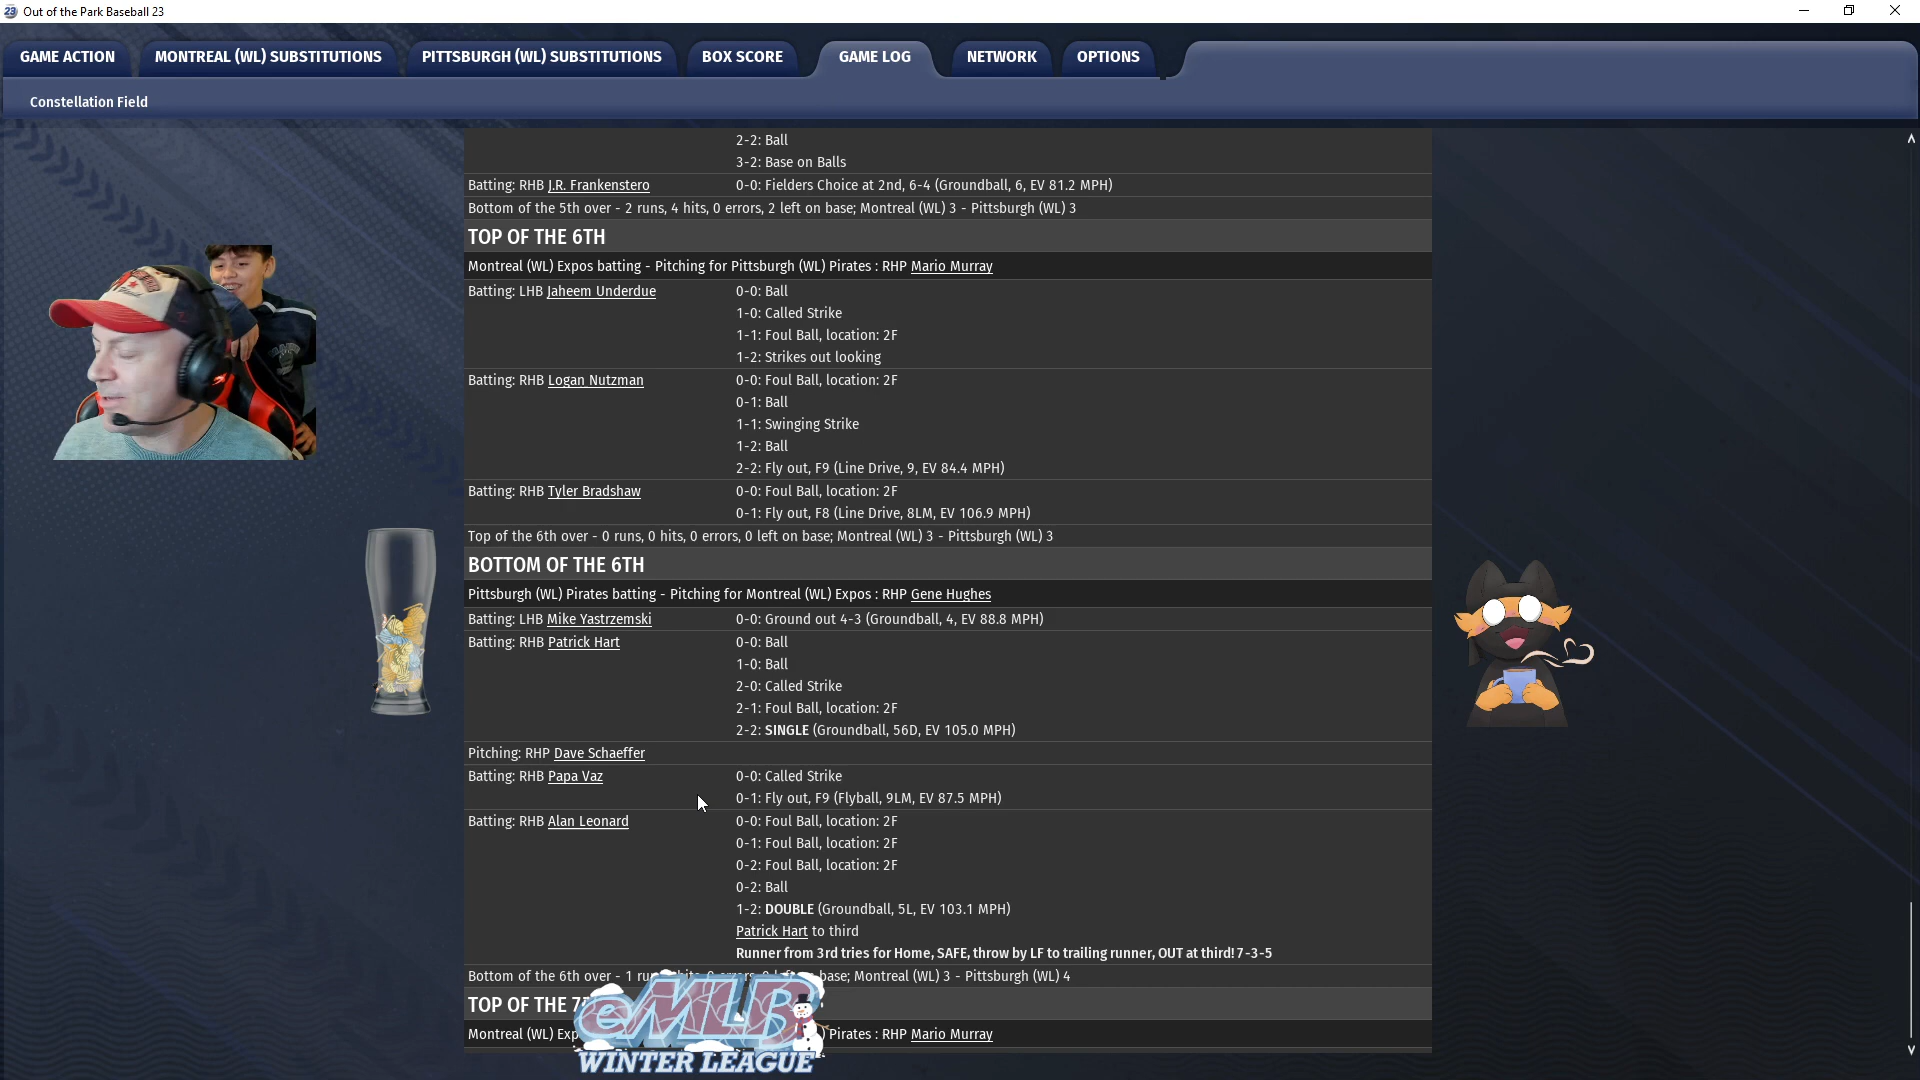 Out of the Park Baseball 23
GAME ACTION
MONTREAL (WL) SUBSTITUTIONS
PITTSBURGH (WL) SUBSTITUTIONS
BOX SCORE
GAME LOG
NETWORK
OPTIONS
Constellation Field
2-2: Ball
3-2: Base on Balls
Batting: RHB J.R. Frankenstero 0-0: Fielders Choice at 2nd, 6-4 (Groundball, 6, EV 81.2 MPH)
Bottom of the 5th over - 2 runs, 4 hits, 0 errors, 2 left on base; Montreal (WL) 3 - Pittsburgh (WL) 3
TOP OF THE 6TH
Montreal (WL) Expos batting - Pitching for Pittsburgh (WL) Pirates : RHP Mario Murray
Batting: LHB Jaheem Underdue 0-0: Ball
1-0: Called Strike
1-1: Foul Ball, location: 2F
1-2: Strikes out looking
Batting: RHB Logan Nutzman 0-0: Foul Ball, location: 2F
0-1: Ball
1-1: Swinging Strike
1-2: Ball
2-2: Fly out, F9 (Line Drive, 9, EV 84.4 MPH)
Batting: RHB Tyler Bradshaw 0-0: Foul Ball, location: 2F
0-1: Fly out, F8 (Line Drive, 8LM, EV 106.9 MPH)
Top of the 6th over - 0 runs, 0 hits, 0 errors, 0 left on base; Montreal (WL) 3 - Pittsburgh (WL) 3
BOTTOM OF THE 6TH
Pittsburgh (WL) Pirates batting - Pitching for Montreal (WL) Expos : RHP Gene Hughes
Batting: LHB Mike Yastrzemski 0-0: Ground out 4-3 (Groundball, 4, EV 88.8 MPH)
Batting: RHB Patrick Hart 0-0: Ball
1-0: Ball
2-0: Called Strike
2-1: Foul Ball, location: 2F
2-2: SINGLE (Groundball, 56D, EV 105.0 MPH)
Pitching: RHP Dave Schaeffer
Batting: RHB Papa Vaz 0-0: Called Strike
0-1: Fly out, F9 (Flyball, 9LM, EV 87.5 MPH)
Batting: RHB Alan Leonard 0-0: Foul Ball, location: 2F
0-1: Foul Ball, location: 2F
0-2: Foul Ball, location: 2F
0-2: Ball
1-2: DOUBLE (Groundball, 5L, EV 103.1 MPH)
Patrick Hart to third
Runner from 3rd tries for Home, SAFE, throw by LF to trailing runner, OUT at third! 7-3-5
Bottom of the 6th over - 1 base; Montreal (WL) 3 - Pittsburgh (WL) 4
TOP OF THE
Montreal (WL) Pirates : RHP Mario Murray
eMLB
WINTER LEAGUE